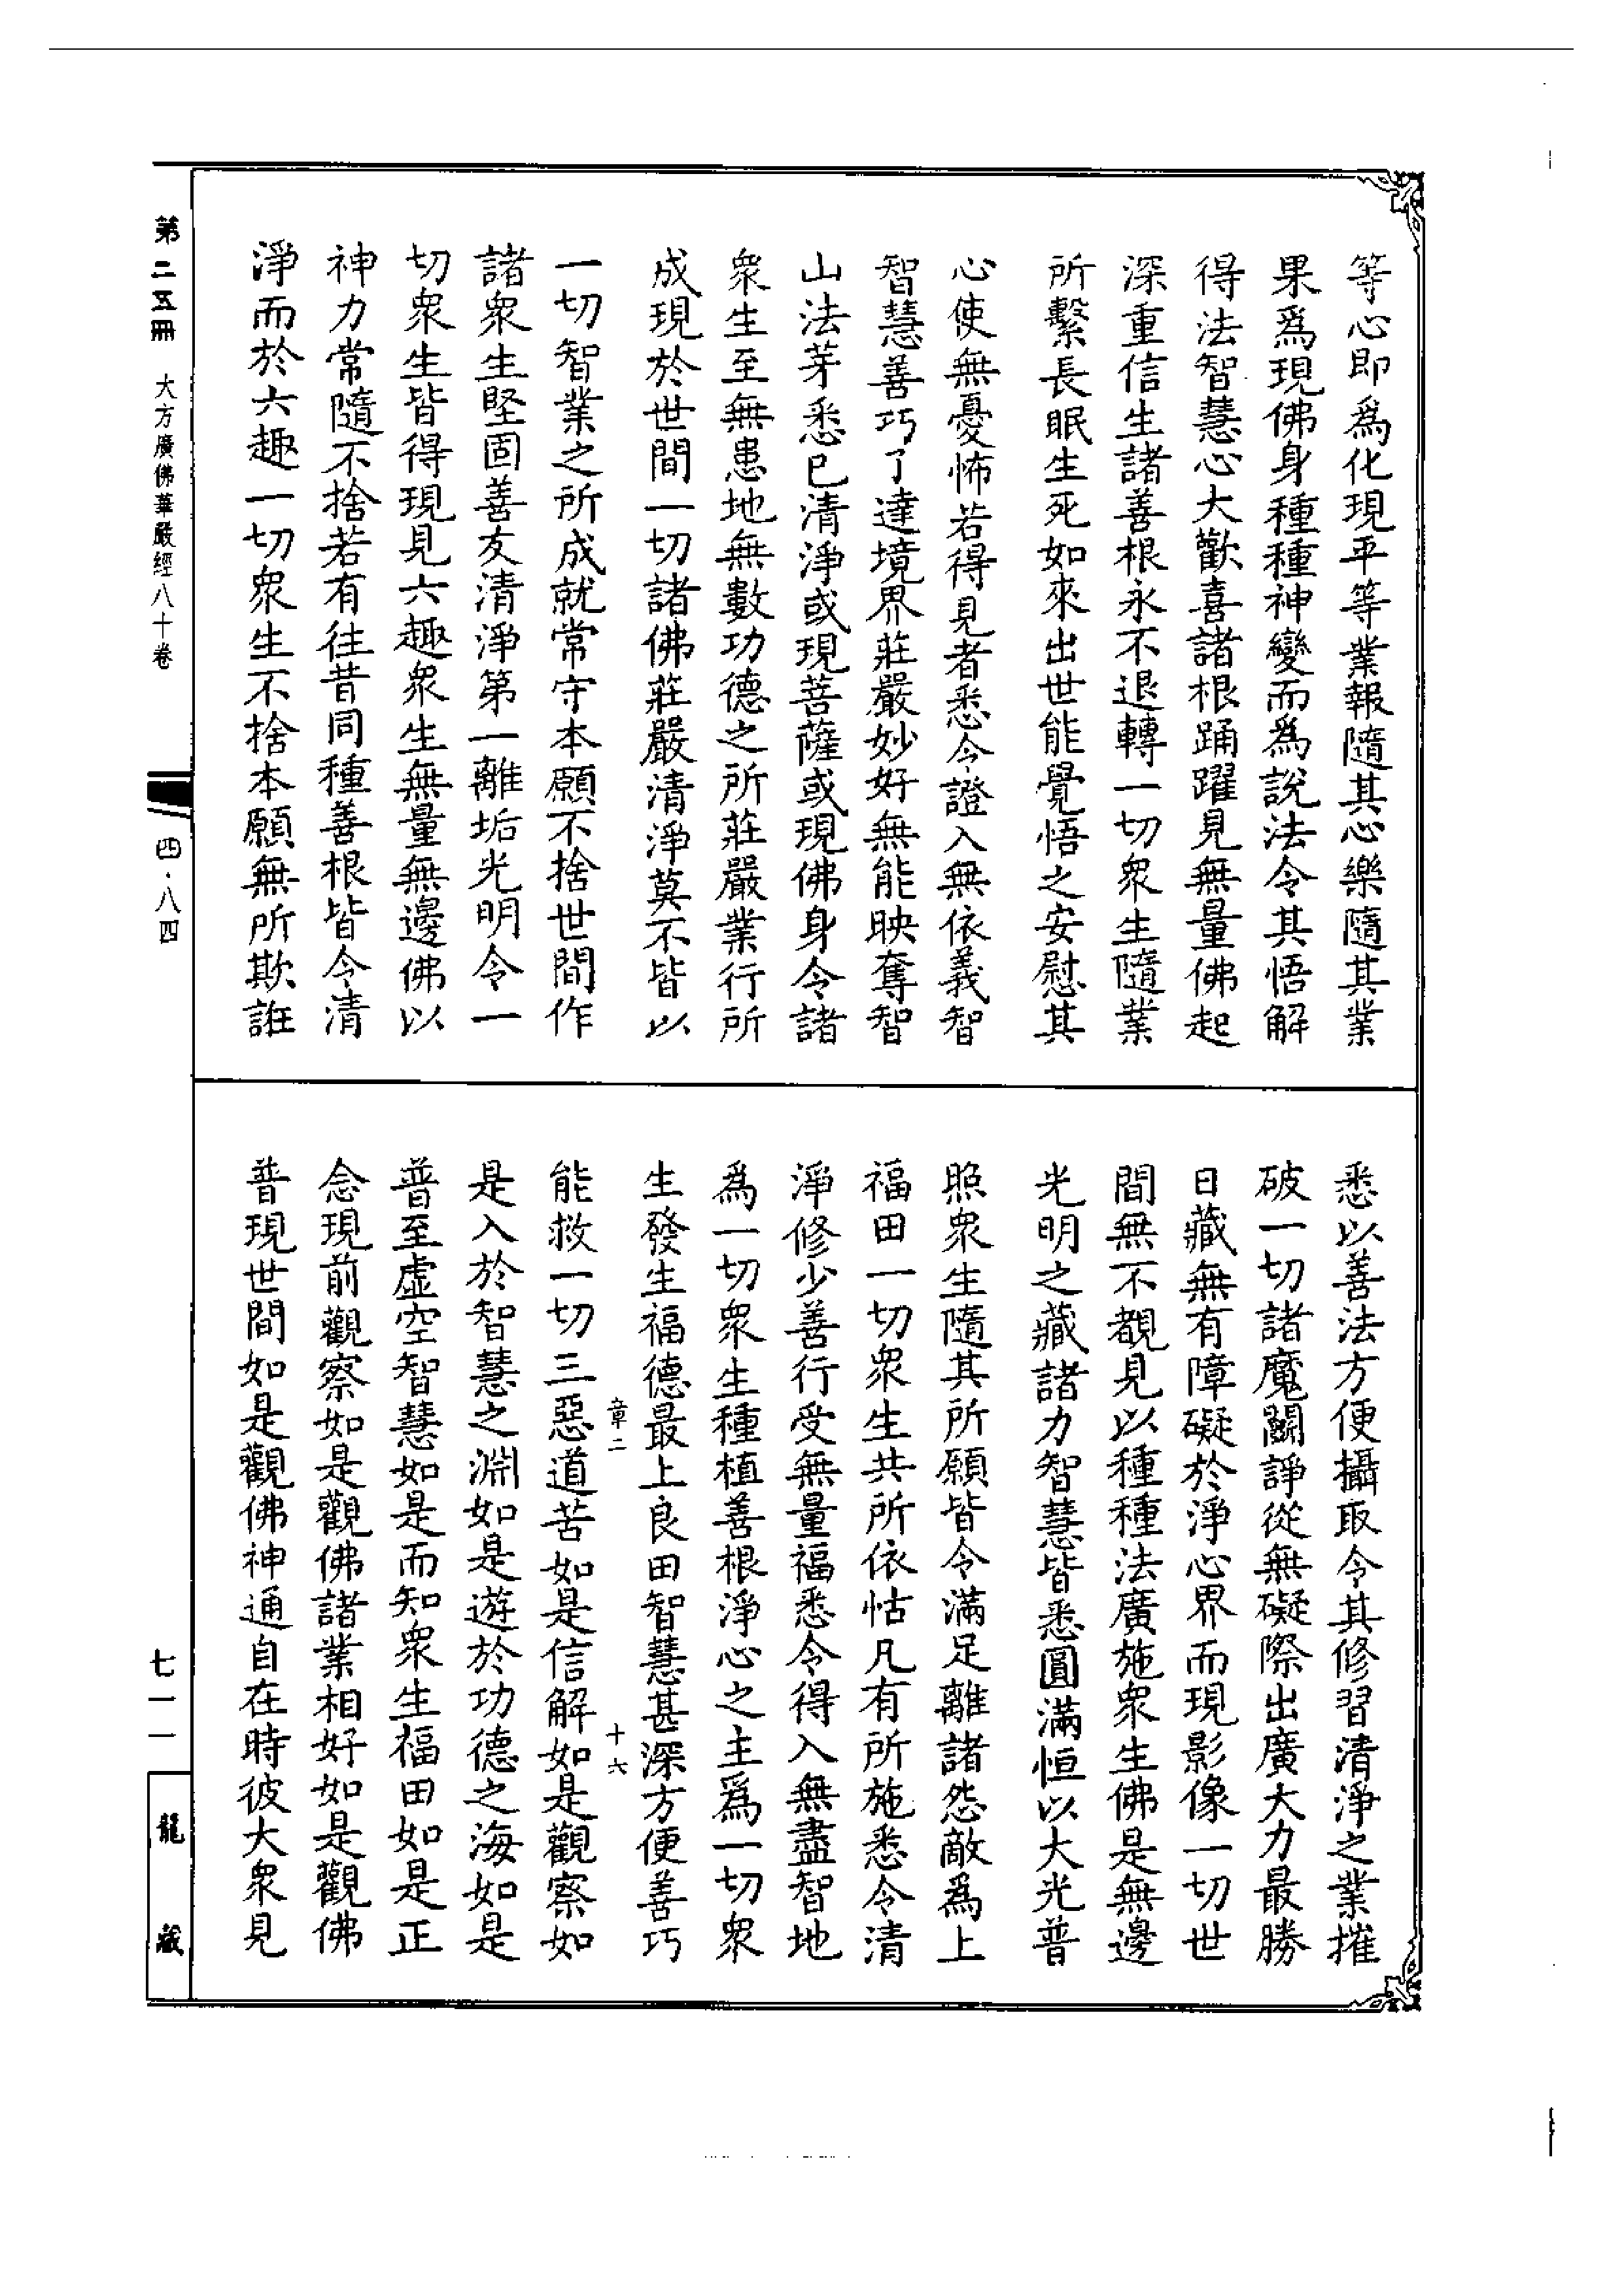 等心即為化現平等業報隨其心樂隨其業
果為現佛身種種神變而為說法令其悟解
得法智慧心大歡喜諸根踊躍見無量佛起
深重信生諸善根永不退轉一切衆生隨業
所繫長眠生死如來出世能覺悟之安慰其
心使無憂怖若得見者悉令證入無依義智
智慧善巧了達境界莊嚴妙好無能映奪智
山法芽悉已清淨或現菩薩或現佛身令諸
衆生至無患地無數功德之所莊嚴業行所
成現於世間一切諸佛莊嚴清淨莫不皆以
一切智業之所成就常守本願不捨世間作
諸衆生堅固善友清淨第一離垢光明令一
切衆生皆得現見六趣衆生無量無邊佛以
神力常隨不捨若有往昔同種善根皆令清
淨而於六趣一切衆生不捨本願無所欺誑
悉以善法方便攝取令其修習清淨之業摧
破一切諸魔鬬諍從無礙際出廣大力最勝
日藏無有障礙於淨心界而現影像一切世
間無不覩見以種種法廣施衆生佛是無邊
光明之藏諸力智慧皆悉圓滿恒以大光普
照衆生隨其所願皆令滿足離諸怨敵為上
福田一切衆生共所依怙凡有所施悉令清
淨修少善行受無量福悉令得入無盡智地
為一切衆生種植善根淨心之主為一切衆
生發生福德最上良田智慧甚深方便善巧
章二 十六
能救一切三惡道苦如是信解如是觀察如
是入於智慧之淵如是遊於功德之海如是
普至虛空智慧如是而知衆生福田如是正
念現前觀察如是觀佛諸業相好如是觀佛
普現世間如是觀佛神通自在時彼大衆見
第二五冊 大方廣佛華嚴經八十卷 四·八四 七一一 龍藏